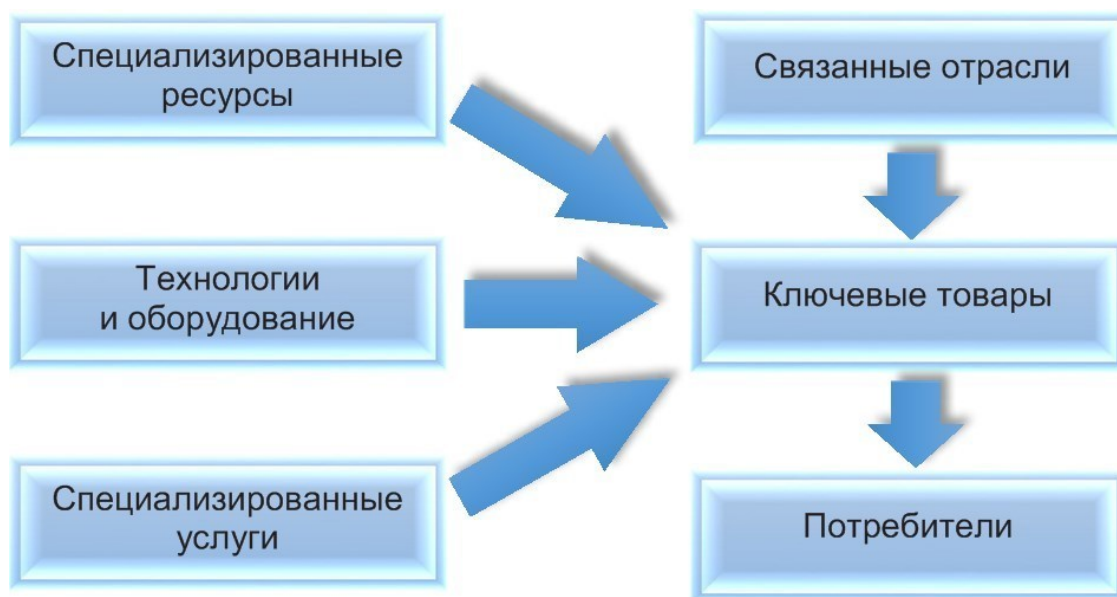 Специализированные
ресурсы
Связанные отрасли
Технологии
и оборудование
Ключевые товары
Специализированные
услуги
Потребители